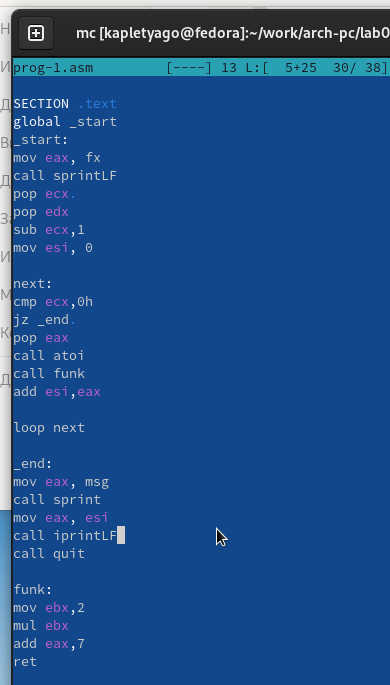 mc [kapletyago@fedora]:~/work/arch-pc/lab0
prog-1.asm [----] 13 L:[ 5+25 30/ 38]
SECTION .text
global _start
_start:
mov eax, fx
call sprintLF
pop ecx.
pop edx
sub ecx,1
mov esi, 0
next:
cmp ecx,0h
jz _end.
pop eax
call atoi
call funk
add esi,eax
loop next
_end:
mov eax, msg
call sprint
mov eax, esi
call iprintLF
call quit
funk:
mov ebx,2
mul ebx
add eax,7
ret